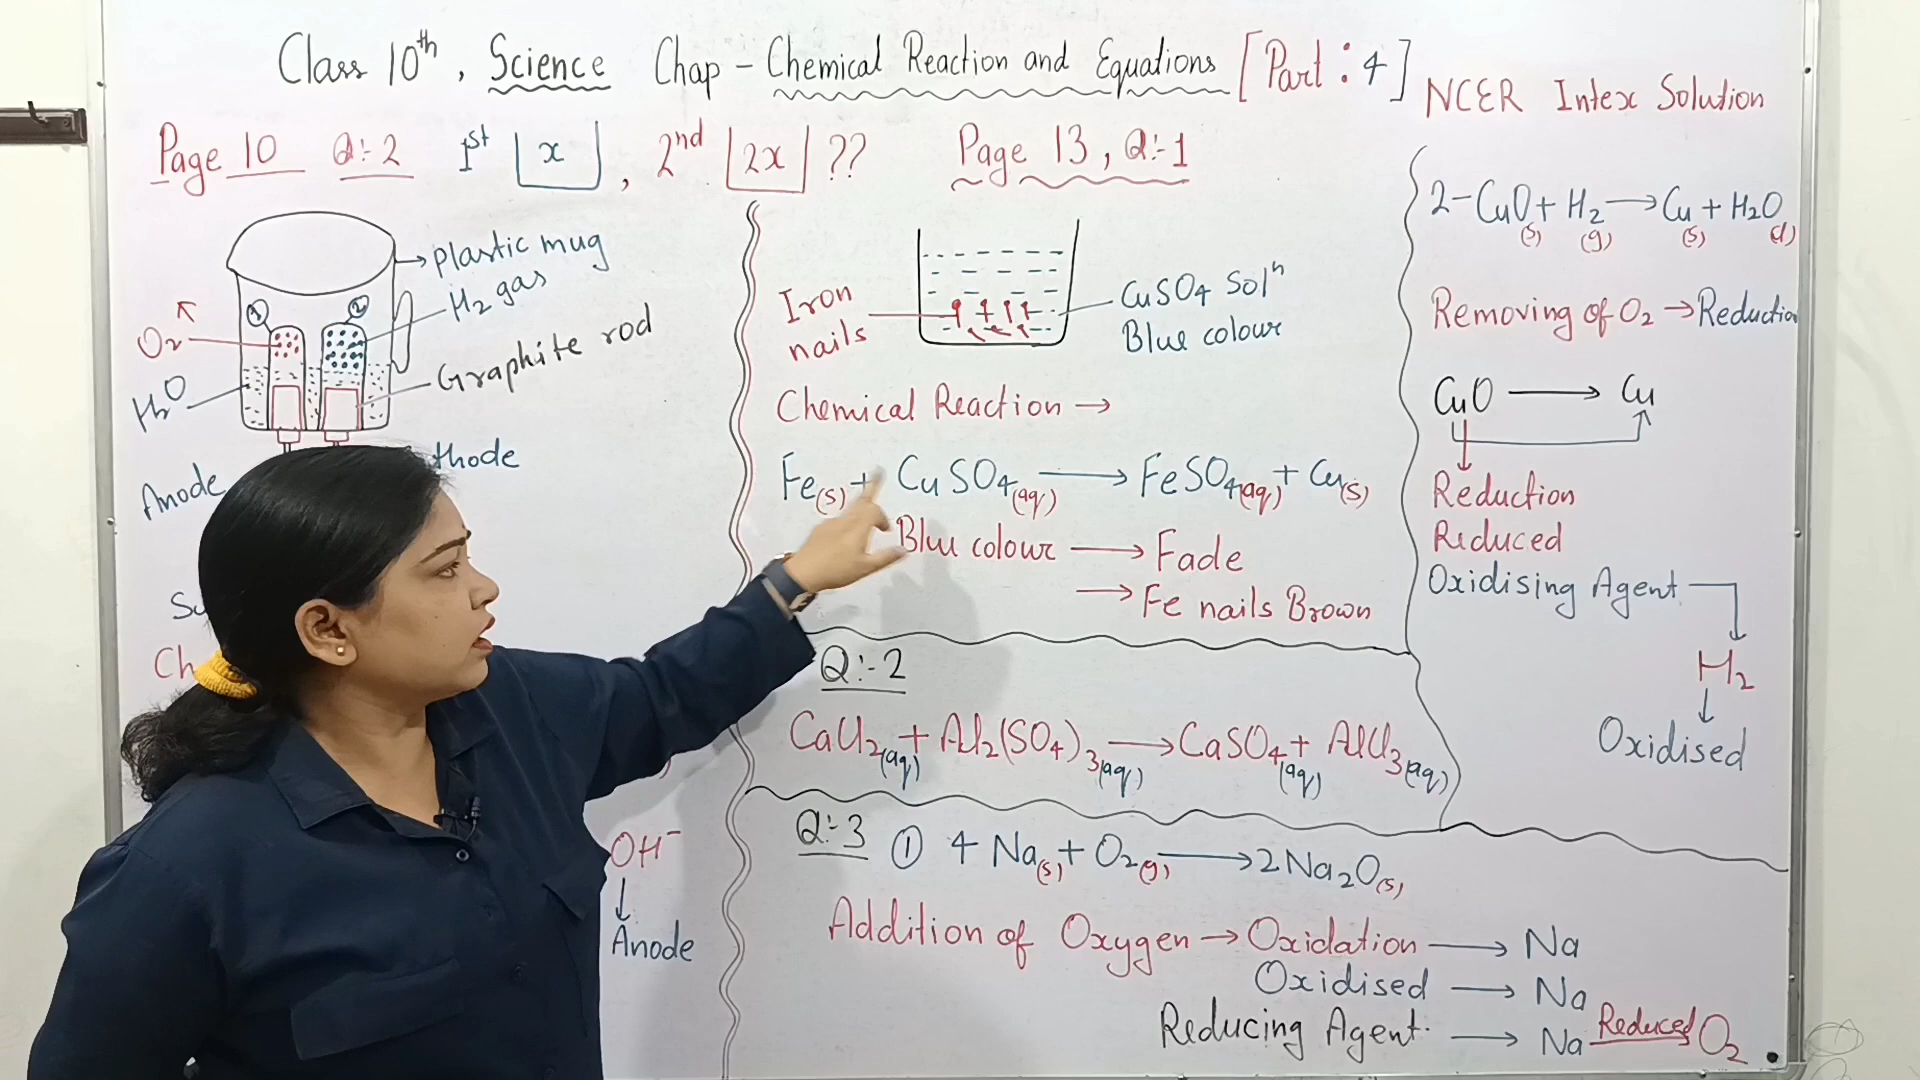 Class 10th, Science Chap - Chemical Reaction and Equations [Part : 4]
NCER Intex Solution
Page 10 Q:-2 1st x , 2nd 2x ??
Plastic mug
H2 gas
Graphite rod
O2
H2O
1 2
Anode
thode
OH-
↓
Anode
Page 13, Q:-1
Iron nails
CuSO4 Soln
Blue colour
Chemical Reaction →
Fe(s) + CuSO4(aq) → FeSO4(aq) + Cu(s)
Blue colour → Fade
→ Fe nails Brown
Q:-2
CaCl2(aq) + Al2(SO4)3(aq) → CaSO4(aq) + AlCl3(aq)
Q:-3 ① 4 Na(s) + O2(g) → 2Na2O(s)
Addition of Oxygen → Oxidation → Na
Oxidised → Na
Reducing Agent. → Na Reduced O2
2- CuO(s) + H2(g) → Cu(s) + H2O(l)
Removing of O2 → Reduction
CuO → Cu
Reduction
Reduced
Oxidising Agent
H2
↓
Oxidised